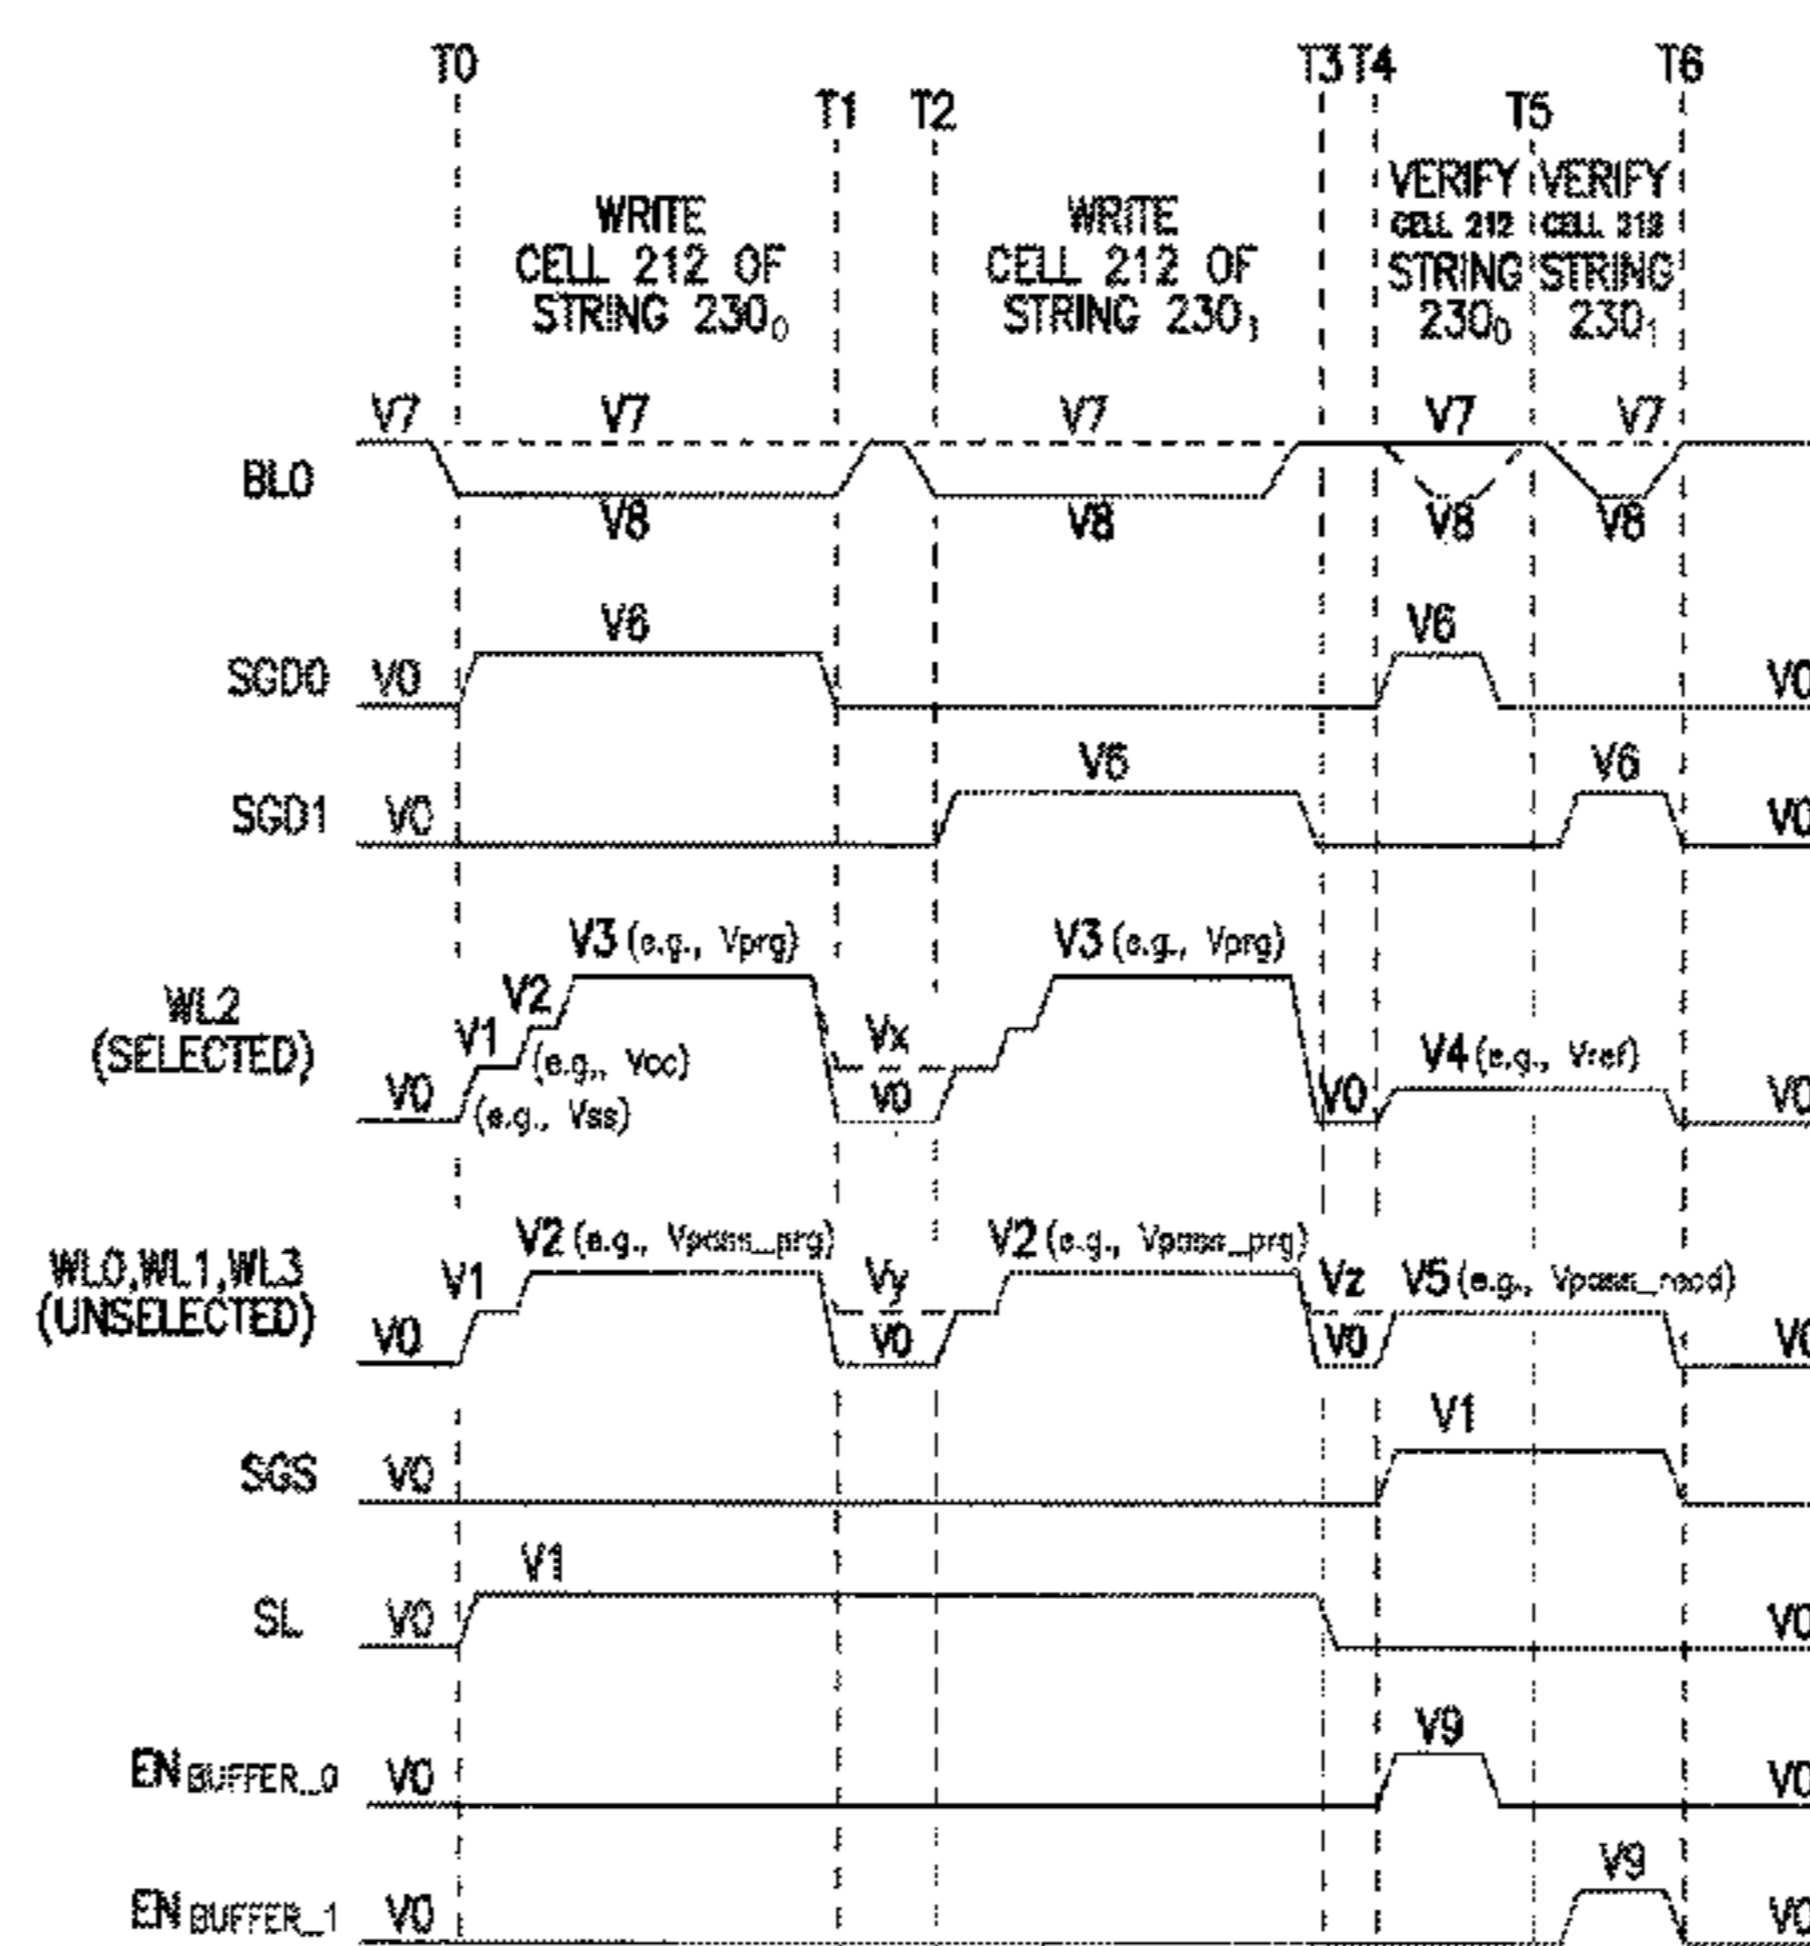 T0 T3 T4 T6
T1 T2 T5
WRITE
CELL 212 OF
STRING 230₀
WRITE
CELL 212 OF
STRING 230₁
VERIFY
CELL 212
STRING
230₀
VERIFY
CELL 212
STRING
230₁
BL0 V7 V7 V7 V7 V7
V8 V8 V8 V8
SGD0 V0 V6 V6 V0
SGD1 V0 V6 V6 V0
WL2
(SELECTED)
V0 V1 V2 V3 (e.g., Vprg) Vx V3 (e.g., Vprg) V4 (e.g., Vref)
(e.g., Vcc)
(e.g., Vss)
V0 V0 V0
WL0,WL1,WL3
(UNSELECTED)
V0 V1 V2 (e.g., Vpass_prg) Vy V2 (e.g., Vpass_prg) Vz V5 (e.g., Vpass_read)
V0 V0 V0
SGS V0 V1
SL V0 V1 V0
EN BUFFER_0 V0 V9 V0
EN BUFFER_1 V0 V9 V0